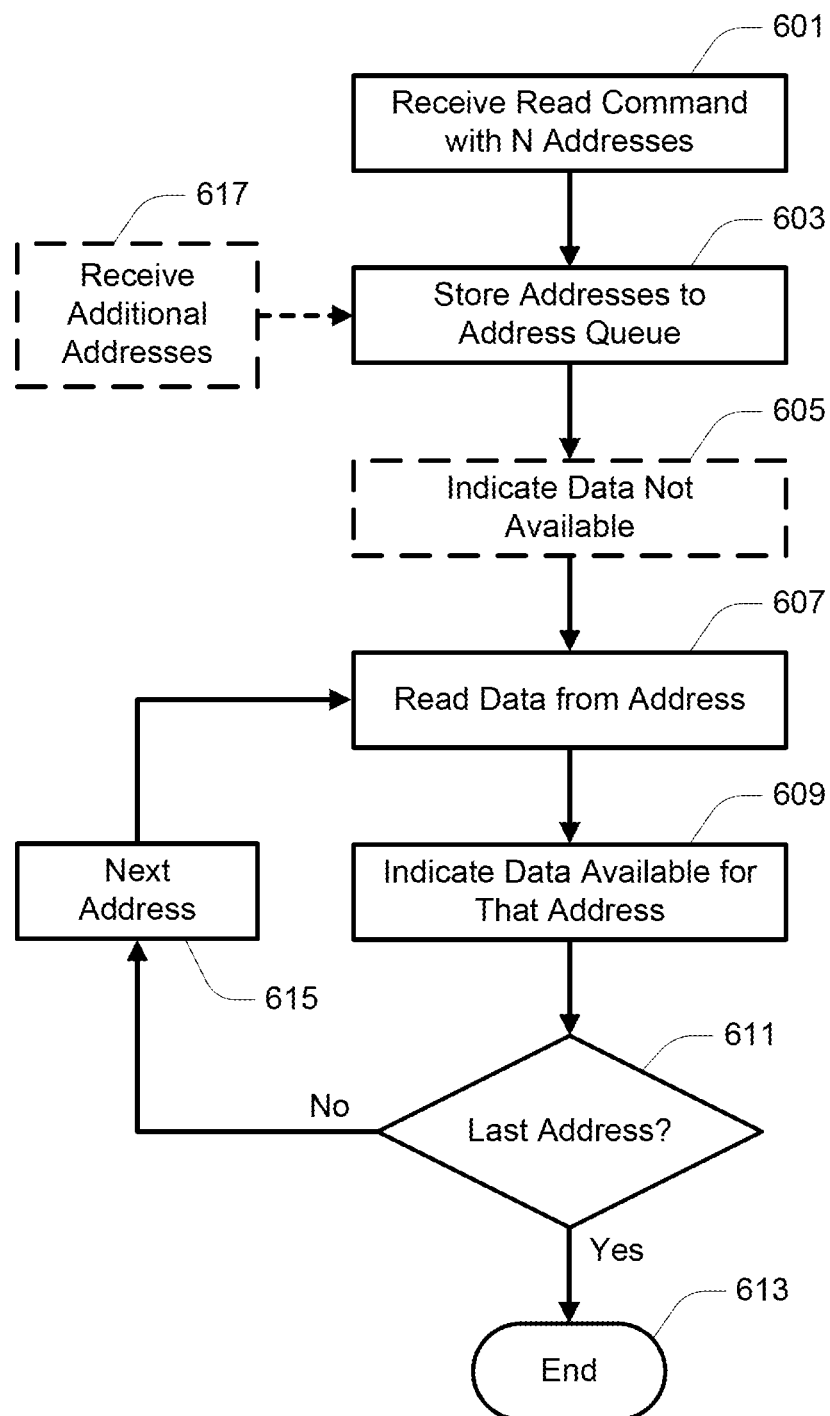 601
Receive Read Command
with N Addresses
617
603
Receive
Additional
Addresses
Store Addresses to
Address Queue
605
Indicate Data Not
Available
607
Read Data from Address
609
Next
Address
Indicate Data Available for
That Address
615
611
No
Last Address?
Yes
613
End